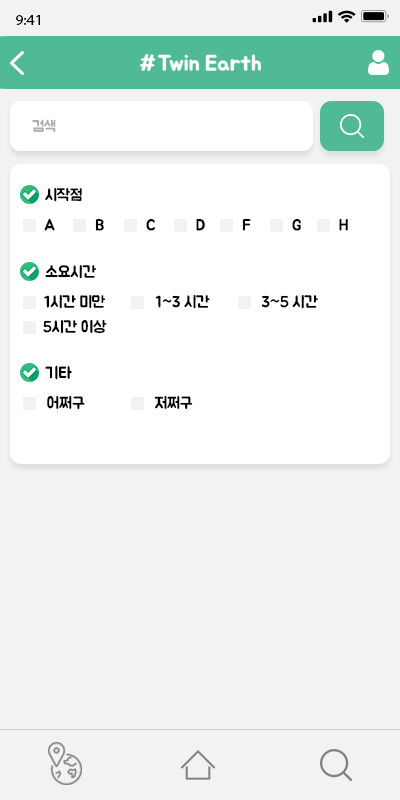 9:41
#Twin Earth
검색
시작점
A B C D F G H
소요시간
1시간 미만 1~3 시간 3~5 시간
5시간 이상
기타
어쩌구 저쩌구